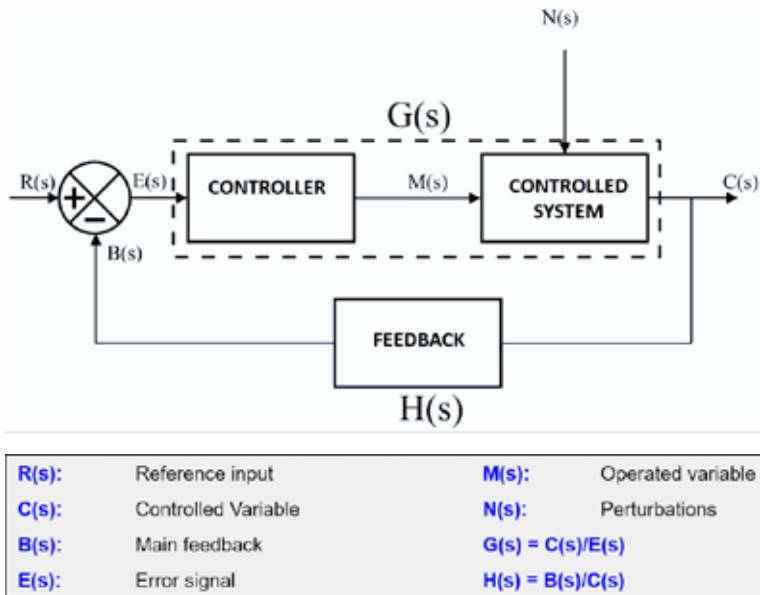 N(s)
G(s)
R(s)
E(s)
CONTROLLER
M(s)
CONTROLLED
SYSTEM
C(s)
+
−
B(s)
FEEDBACK
H(s)
R(s): Reference input M(s): Operated variable
C(s): Controlled Variable N(s): Perturbations
B(s): Main feedback G(s) = C(s)/E(s)
E(s): Error signal H(s) = B(s)/C(s)